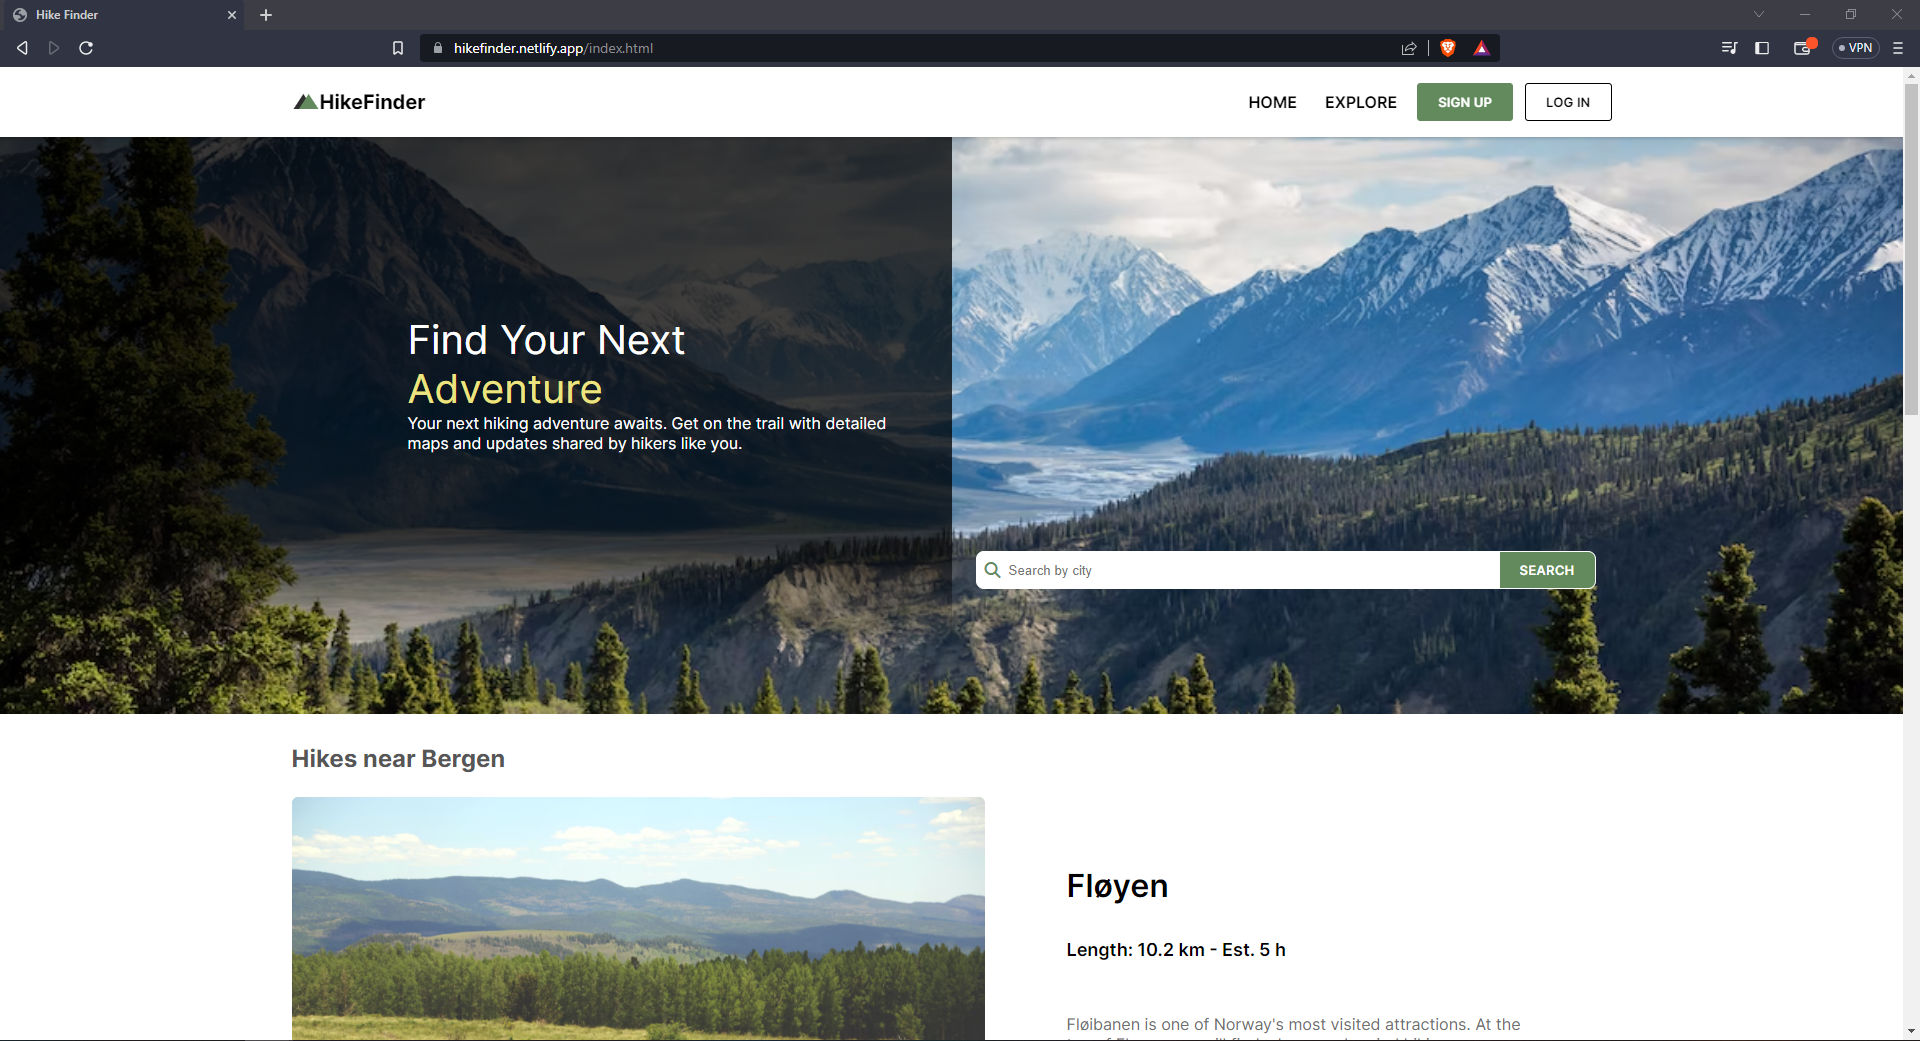 Hike Finder
hikefinder.netlify.app/index.html
VPN
HikeFinder
HOME
EXPLORE
SIGN UP
LOG IN
Find Your Next
Adventure
Your next hiking adventure awaits. Get on the trail with detailed
maps and updates shared by hikers like you.
Search by city
SEARCH
Hikes near Bergen
Fløyen
Length: 10.2 km - Est. 5 h
Fløibanen is one of Norway's most visited attractions. At the